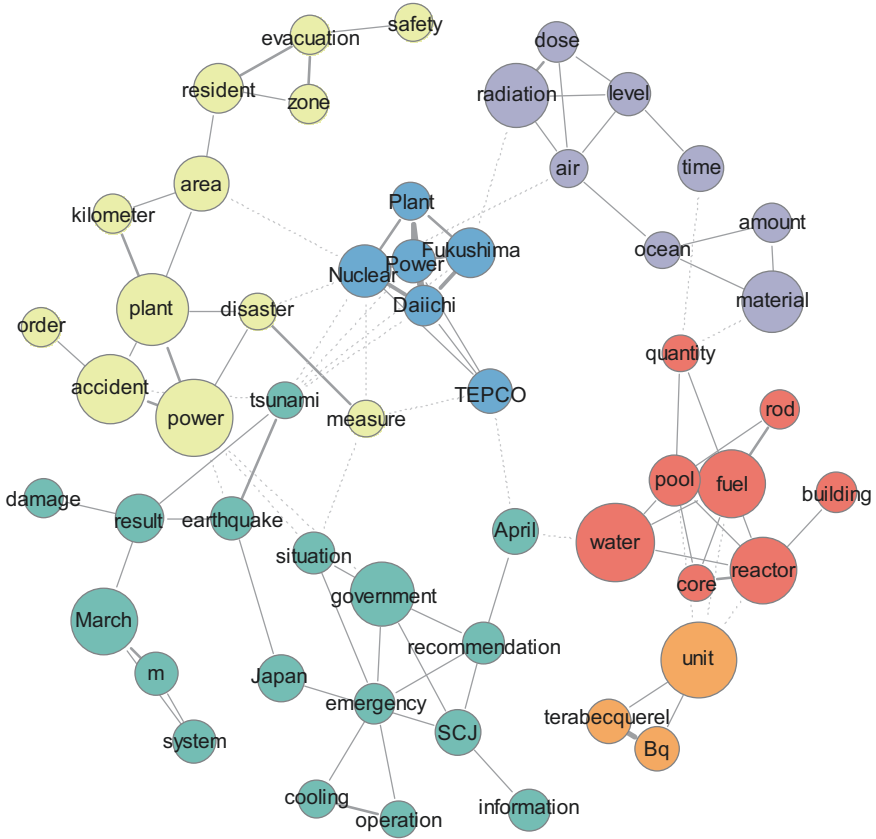 safety
evacuation
dose
resident
zone
radiation
level
air
time
area
kilometer
Plant
amount
ocean
Fukushima
Power
Nuclear
Daiichi
material
plant
disaster
order
quantity
accident
tsunami
TEPCO
power
measure
rod
pool
fuel
building
damage
result
earthquake
April
water
situation
reactor
core
government
March
recommendation
unit
m
Japan
emergency
terabecquerel
SCJ
system
Bq
cooling
operation
information